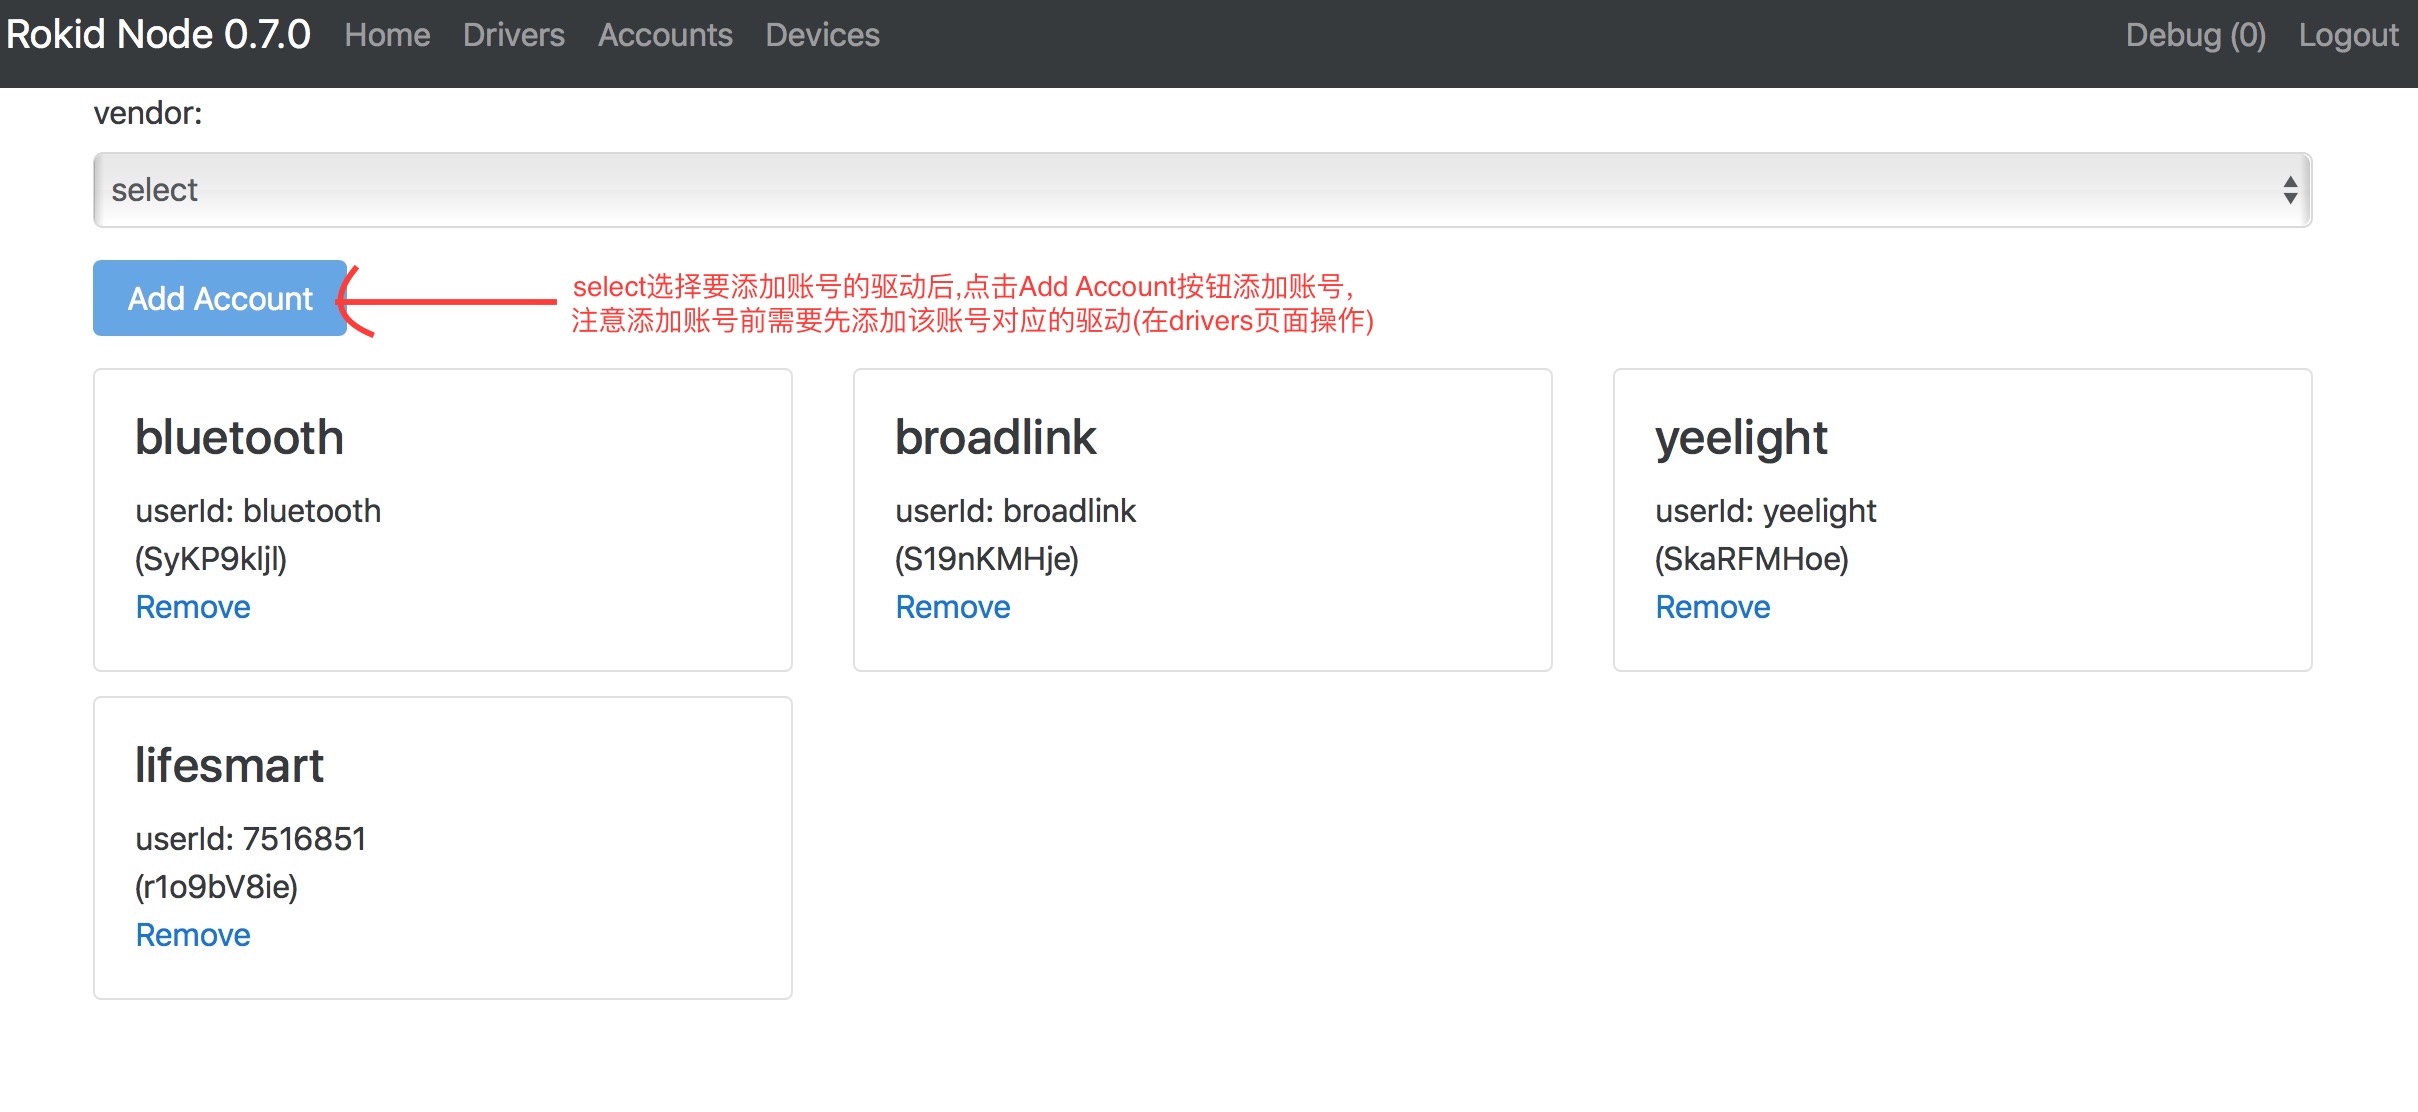 Rokid Node 0.7.0 Home Drivers Accounts Devices Debug (0) Logout
vendor:
select
Add Account
select选择要添加账号的驱动后,点击Add Account按钮添加账号,
注意添加账号前需要先添加该账号对应的驱动(在drivers页面操作)
bluetooth
userId: bluetooth
(SyKP9kljl)
Remove
broadlink
userId: broadlink
(S19nKMHje)
Remove
yeelight
userId: yeelight
(SkaRFMHoe)
Remove
lifesmart
userId: 7516851
(r1o9bV8ie)
Remove